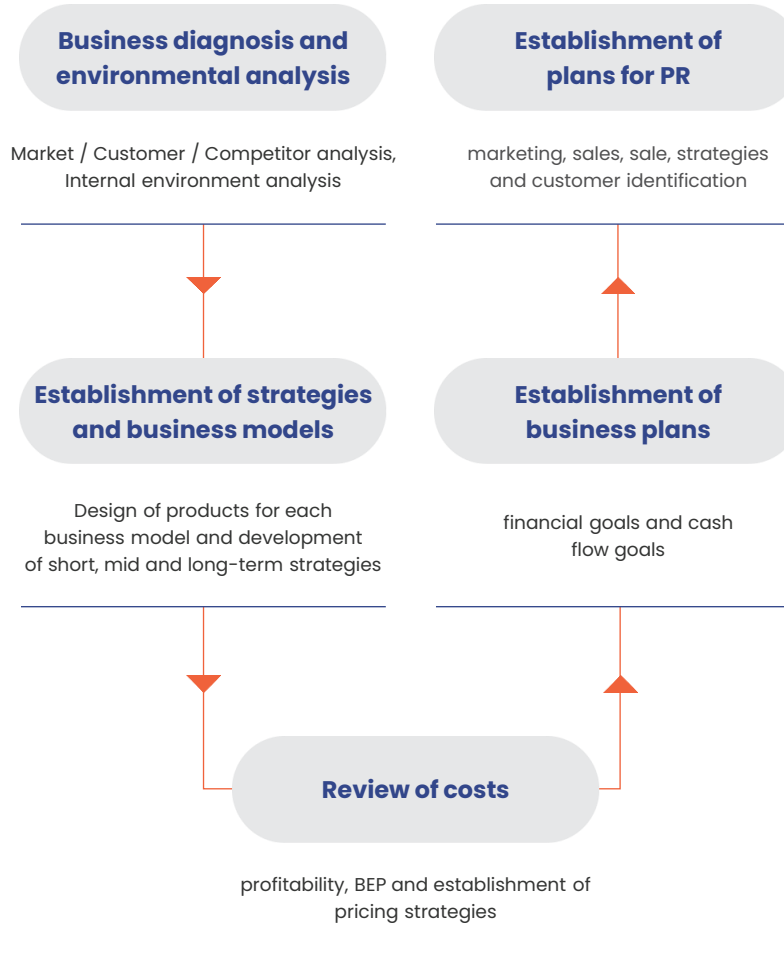 Business diagnosis and
environmental analysis
Market / Customer / Competitor analysis,
Internal environment analysis
Establishment of strategies
and business models
Design of products for each
business model and development
of short, mid and long-term strategies
Review of costs
profitability, BEP and establishment of
pricing strategies
Establishment of
business plans
financial goals and cash
flow goals
Establishment of
plans for PR
marketing, sales, sale, strategies
and customer identification